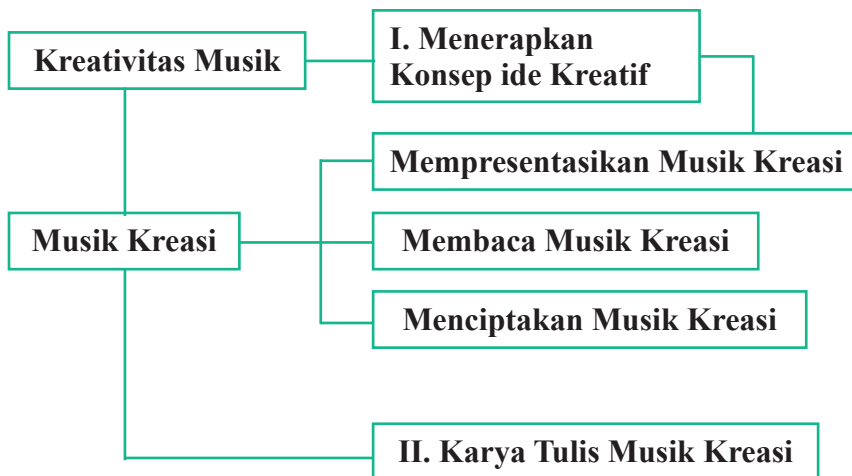 Kreativitas Musik
I. Menerapkan
Konsep ide Kreatif
Mempresentasikan Musik Kreasi
Musik Kreasi
Membaca Musik Kreasi
Menciptakan Musik Kreasi
II. Karya Tulis Musik Kreasi